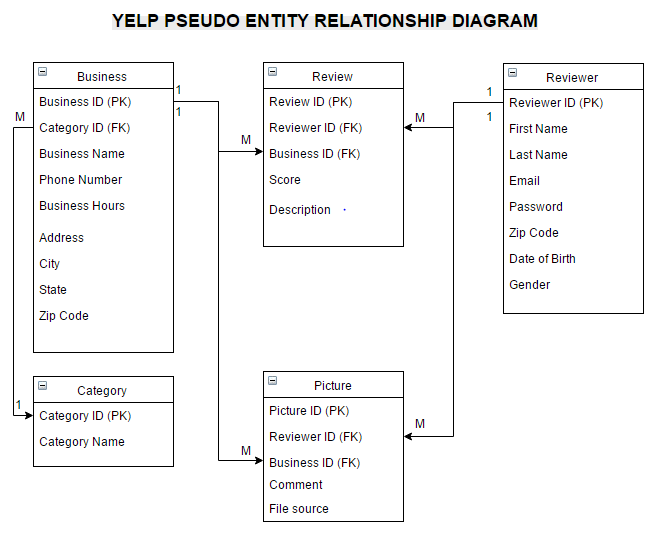 YELP PSEUDO ENTITY RELATIONSHIP DIAGRAM
Business
Business ID (PK)
Category ID (FK)
Business Name
Phone Number
Business Hours
Address
City
State
Zip Code
1
1
M
1
Category
Category ID (PK)
Category Name
M
M
Review
Review ID (PK)
Reviewer ID (FK)
Business ID (FK)
Score
Description
Picture
Picture ID (PK)
Reviewer ID (FK)
Business ID (FK)
Comment
File source
M
M
1
1
Reviewer
Reviewer ID (PK)
First Name
Last Name
Email
Password
Zip Code
Date of Birth
Gender